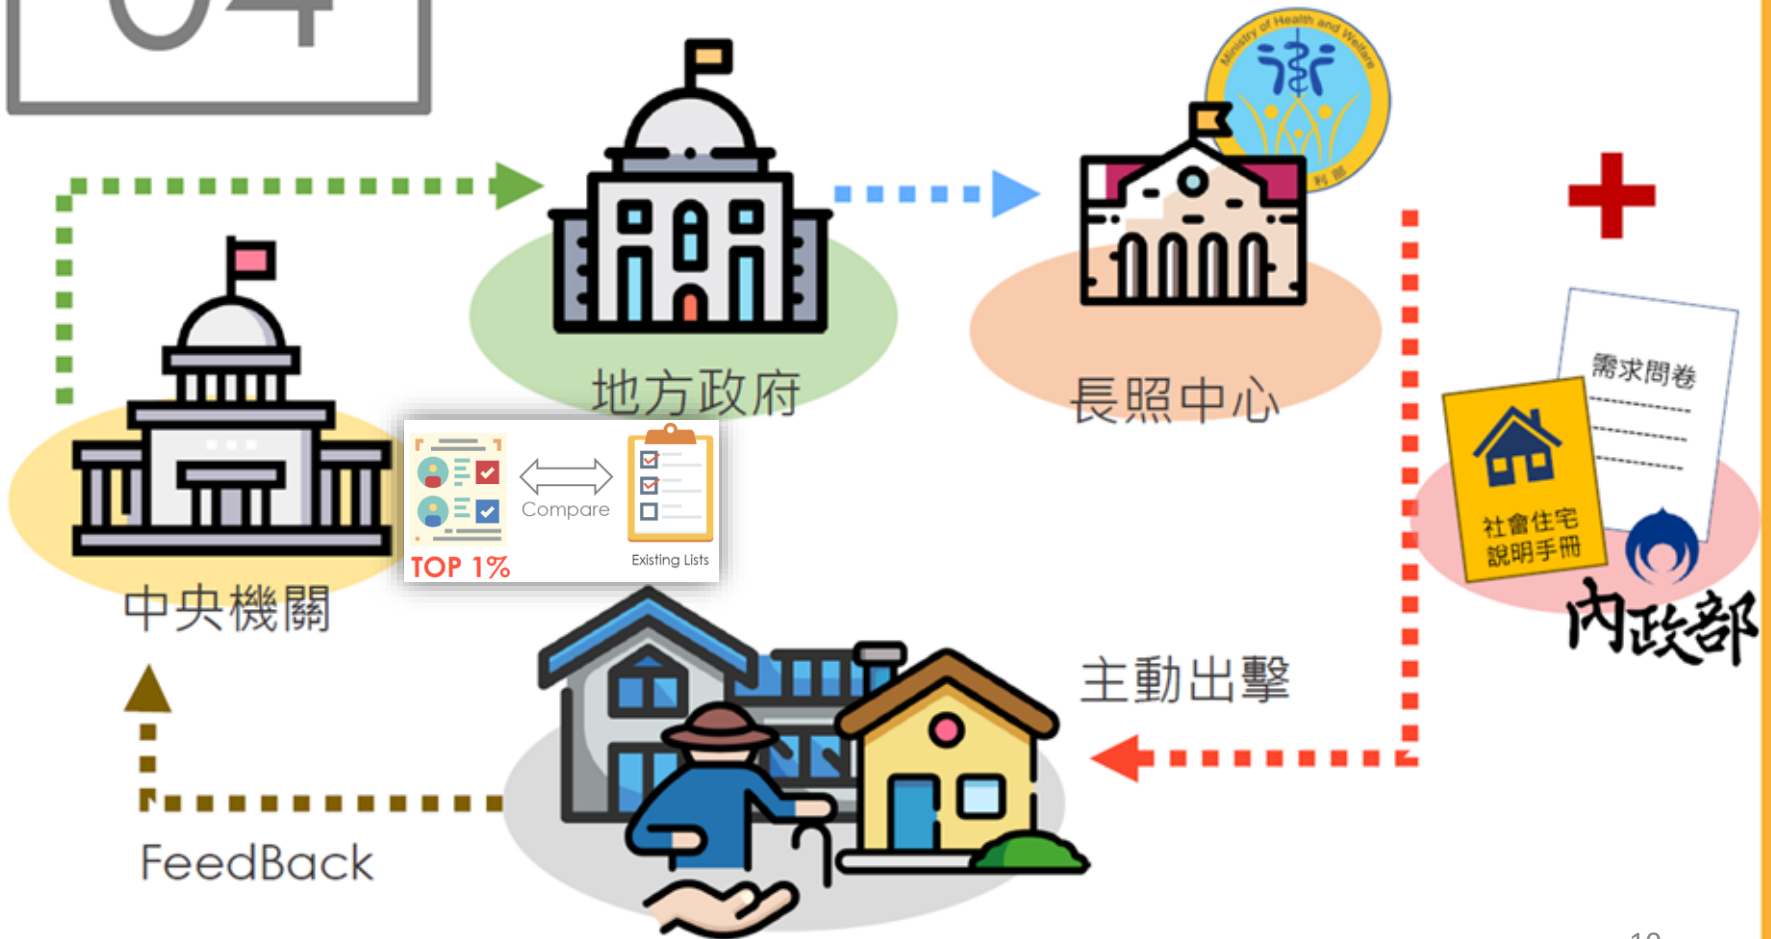 04
Ministry of Health and Welfare
利部
地方政府
長照中心
需求問卷
社會住宅
說明手冊
內政部
Compare
TOP 1%
Existing Lists
中央機關
主動出擊
FeedBack